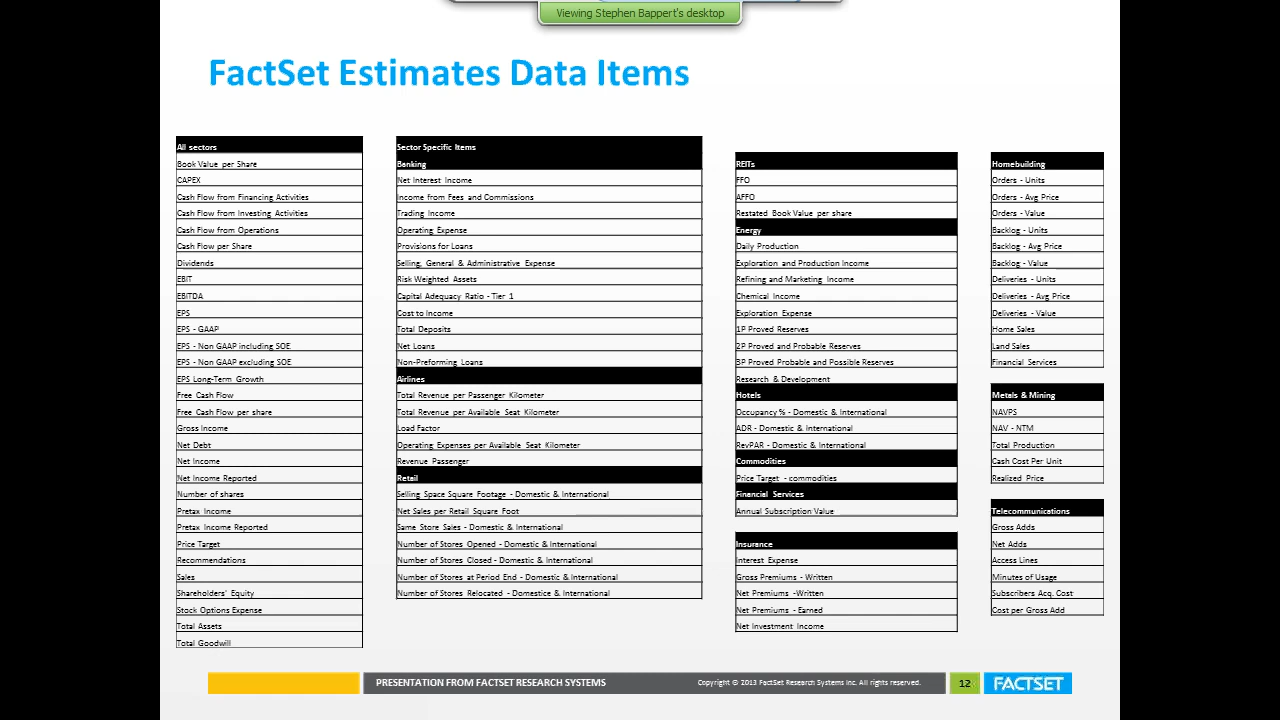 Viewing Stephen Bappert's desktop
FactSet Estimates Data Items
All sectors
Book Value per Share
CAPEX
Cash Flow from Financing Activities
Cash Flow from Investing Activities
Cash Flow from Operations
Cash Flow per Share
Dividends
EBIT
EBITDA
EPS
EPS - GAAP
EPS - Non GAAP including SOE
EPS - Non GAAP excluding SOE
EPS Long-Term Growth
Free Cash Flow
Free Cash Flow per share
Gross Income
Net Debt
Net Income
Net Income Reported
Number of shares
Pretax Income
Pretax Income Reported
Price Target
Recommendations
Sales
Shareholders' Equity
Stock Options Expense
Total Assets
Total Goodwill
Sector Specific Items
Banking
Net Interest Income
Income from Fees and Commissions
Trading Income
Operating Expense
Provisions for Loans
Selling, General & Administrative Expense
Risk Weighted Assets
Capital Adequacy Ratio - Tier 1
Cost to Income
Total Deposits
Net Loans
Non-Preforming Loans
Airlines
Total Revenue per Passenger Kilometer
Total Revenue per Available Seat Kilometer
Load Factor
Operating Expenses per Available Seat Kilometer
Revenue Passenger
Retail
Selling Space Square Footage - Domestic & International
Net Sales per Retail Square Foot
Same Store Sales - Domestic & International
Number of Stores Opened - Domestic & International
Number of Stores Closed - Domestic & International
Number of Stores at Period End - Domestic & International
Number of Stores Relocated - Domestice & International
REITs
FFO
AFFO
Restated Book Value per share
Energy
Daily Production
Exploration and Production Income
Refining and Marketing Income
Chemical Income
Exploration Expense
1P Proved Reserves
2P Proved and Probable Reserves
3P Proved Probable and Possible Reserves
Research & Development
Hotels
Occupancy % - Domestic & International
ADR - Domestic & International
RevPAR - Domestic & International
Commodities
Price Target - commodities
Financial Services
Annual Subscription Value
Insurance
Interest Expense
Gross Premiums - Written
Net Premiums -Written
Net Premiums - Earned
Net Investment Income
Homebuilding
Orders - Units
Orders - Avg Price
Orders - Value
Backlog - Units
Backlog - Avg Price
Backlog - Value
Deliveries - Units
Deliveries - Avg Price
Deliveries - Value
Home Sales
Land Sales
Financial Services
Metals & Mining
NAVPS
NAV - NTM
Total Production
Cash Cost Per Unit
Realized Price
Telecommunications
Gross Adds
Net Adds
Access Lines
Minutes of Usage
Subscribers Acq. Cost
Cost per Gross Add
PRESENTATION FROM FACTSET RESEARCH SYSTEMS
Copyright © 2013 FactSet Research Systems Inc. All rights reserved.
12
FACTSET